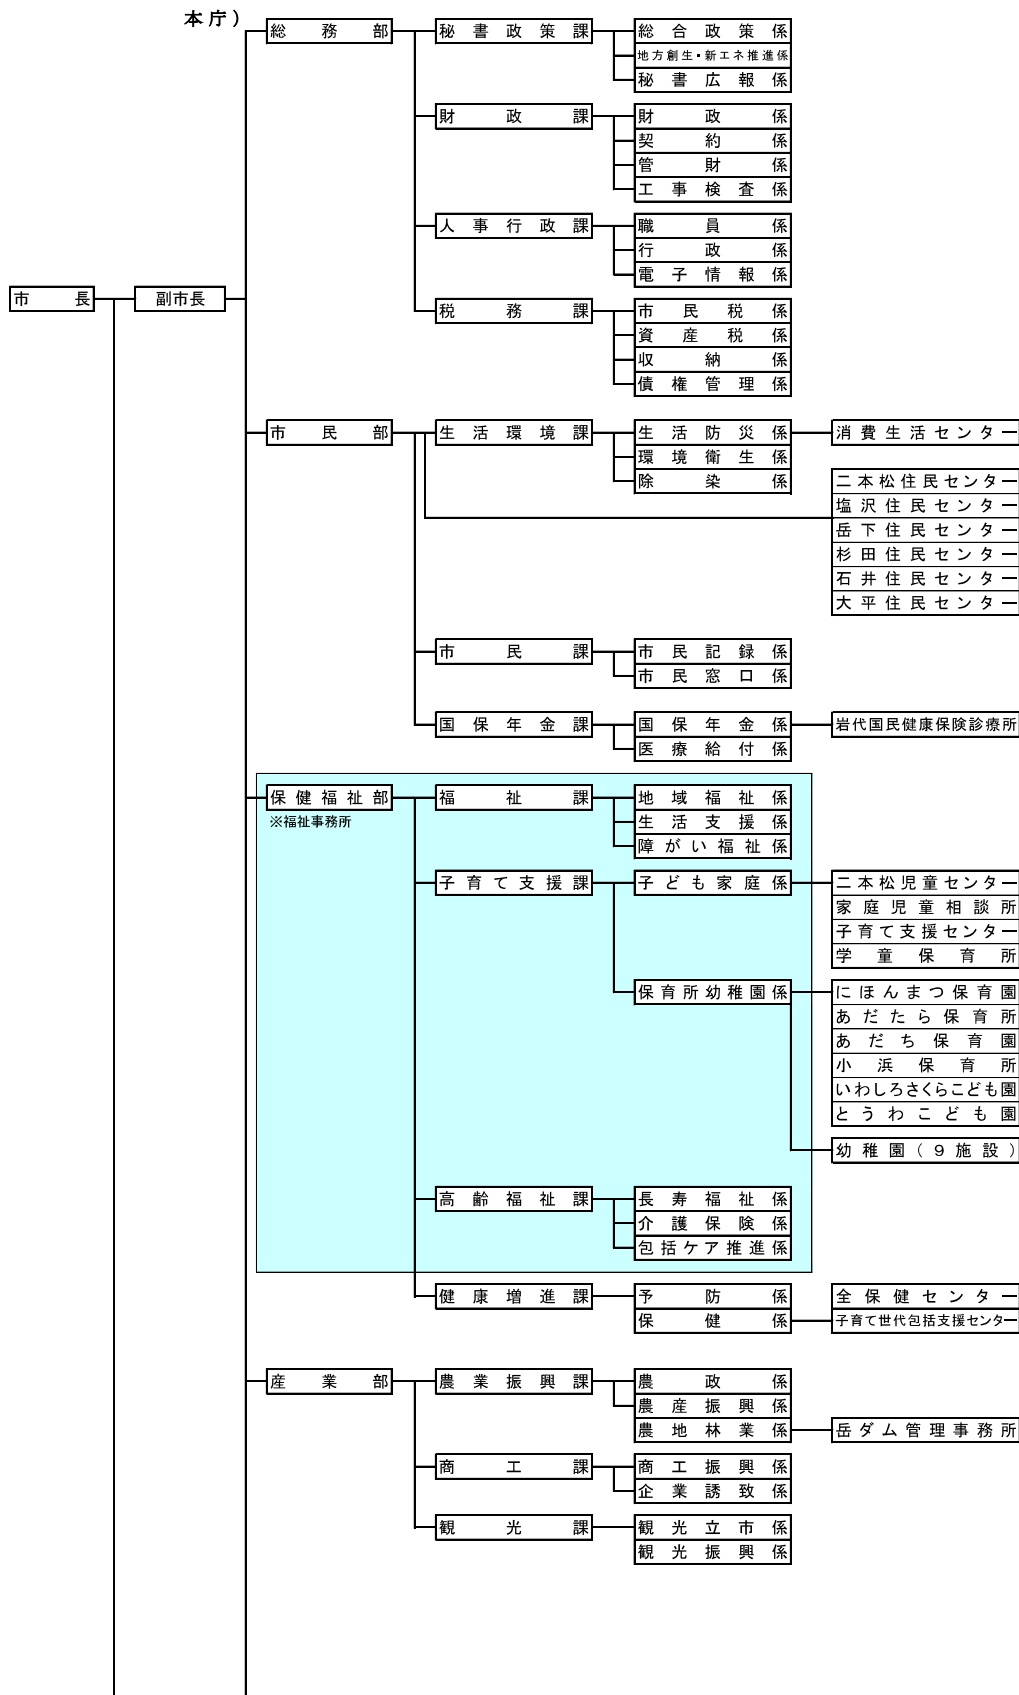 本庁）
総務部 秘書政策課 総合政策係
地方創生・新エネ推進係
秘書広報係
財政課 財政係
契約係
管財係
工事検査係
人事行政課 職員係
行政係
電子情報係
市長 副市長
税務課 市民税係
資産税係
収納係
債権管理係
市民部 生活環境課 生活防災係 消費生活センター
環境衛生係
除染係 二本松住民センター
塩沢住民センター
岳下住民センター
杉田住民センター
石井住民センター
大平住民センター
市民課 市民記録係
市民窓口係
国保年金課 国保年金係 岩代国民健康保険診療所
医療給付係
保健福祉部 福祉課 地域福祉係
※福祉事務所 生活支援係
障がい福祉係
子育て支援課 子ども家庭係 二本松児童センター
家庭児童相談所
子育て支援センター
学童保育所
保育所幼稚園係 にほんまつ保育園
あだたら保育所
あだち保育園
小浜保育所
いわしろさくらこども園
とうわこども園
幼稚園（９施設）
高齢福祉課 長寿福祉係
介護保険係
包括ケア推進係
健康増進課 予防係 全保健センター
保健係 子育て世代包括支援センター
産業部 農業振興課 農政係
農産振興係
農地林業係 岳ダム管理事務所
商工課 商工振興係
企業誘致係
観光課 観光立市係
観光振興係